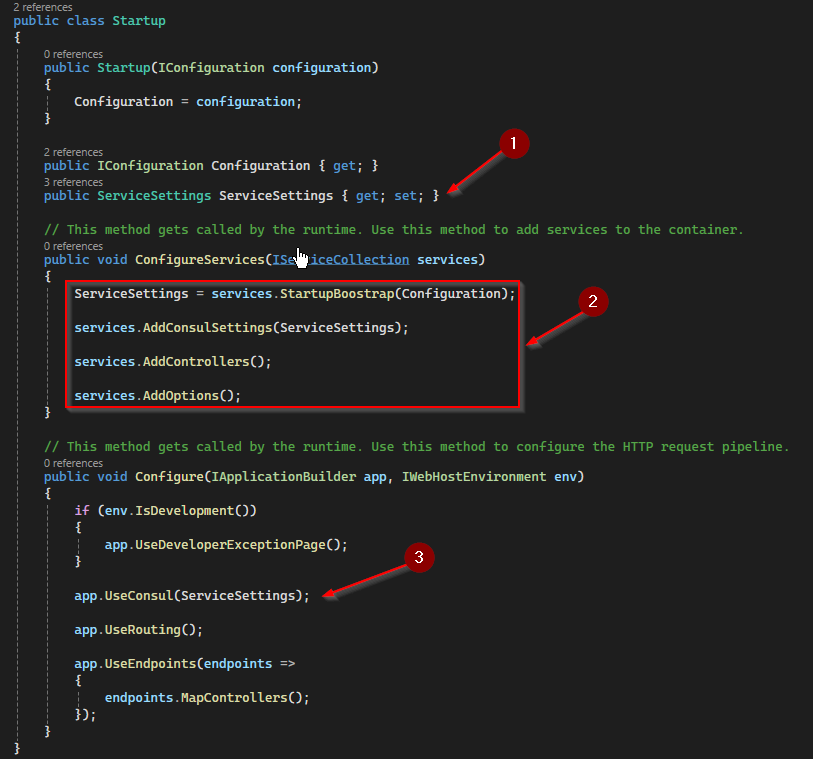 2 references
public class Startup
{
0 references
public Startup(IConfiguration configuration)
{
Configuration = configuration;
}
2 references
public IConfiguration Configuration { get; }
3 references
public ServiceSettings ServiceSettings { get; set; }
1
// This method gets called by the runtime. Use this method to add services to the container.
0 references
public void ConfigureServices(IServiceCollection services)
{
ServiceSettings = services.StartupBoostrap(Configuration);
services.AddConsulSettings(ServiceSettings);
services.AddControllers();
services.AddOptions();
2
}
// This method gets called by the runtime. Use this method to configure the HTTP request pipeline.
0 references
public void Configure(IApplicationBuilder app, IWebHostEnvironment env)
{
if (env.IsDevelopment())
{
app.UseDeveloperExceptionPage();
}
3
app.UseConsul(ServiceSettings);
app.UseRouting();
app.UseEndpoints(endpoints =>
{
endpoints.MapControllers();
});
}
}